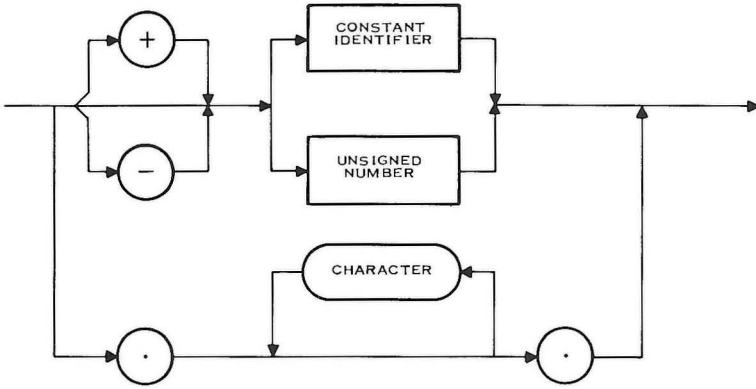 +
CONSTANT
IDENTIFIER
−
UNSIGNED
NUMBER
CHARACTER
.
.